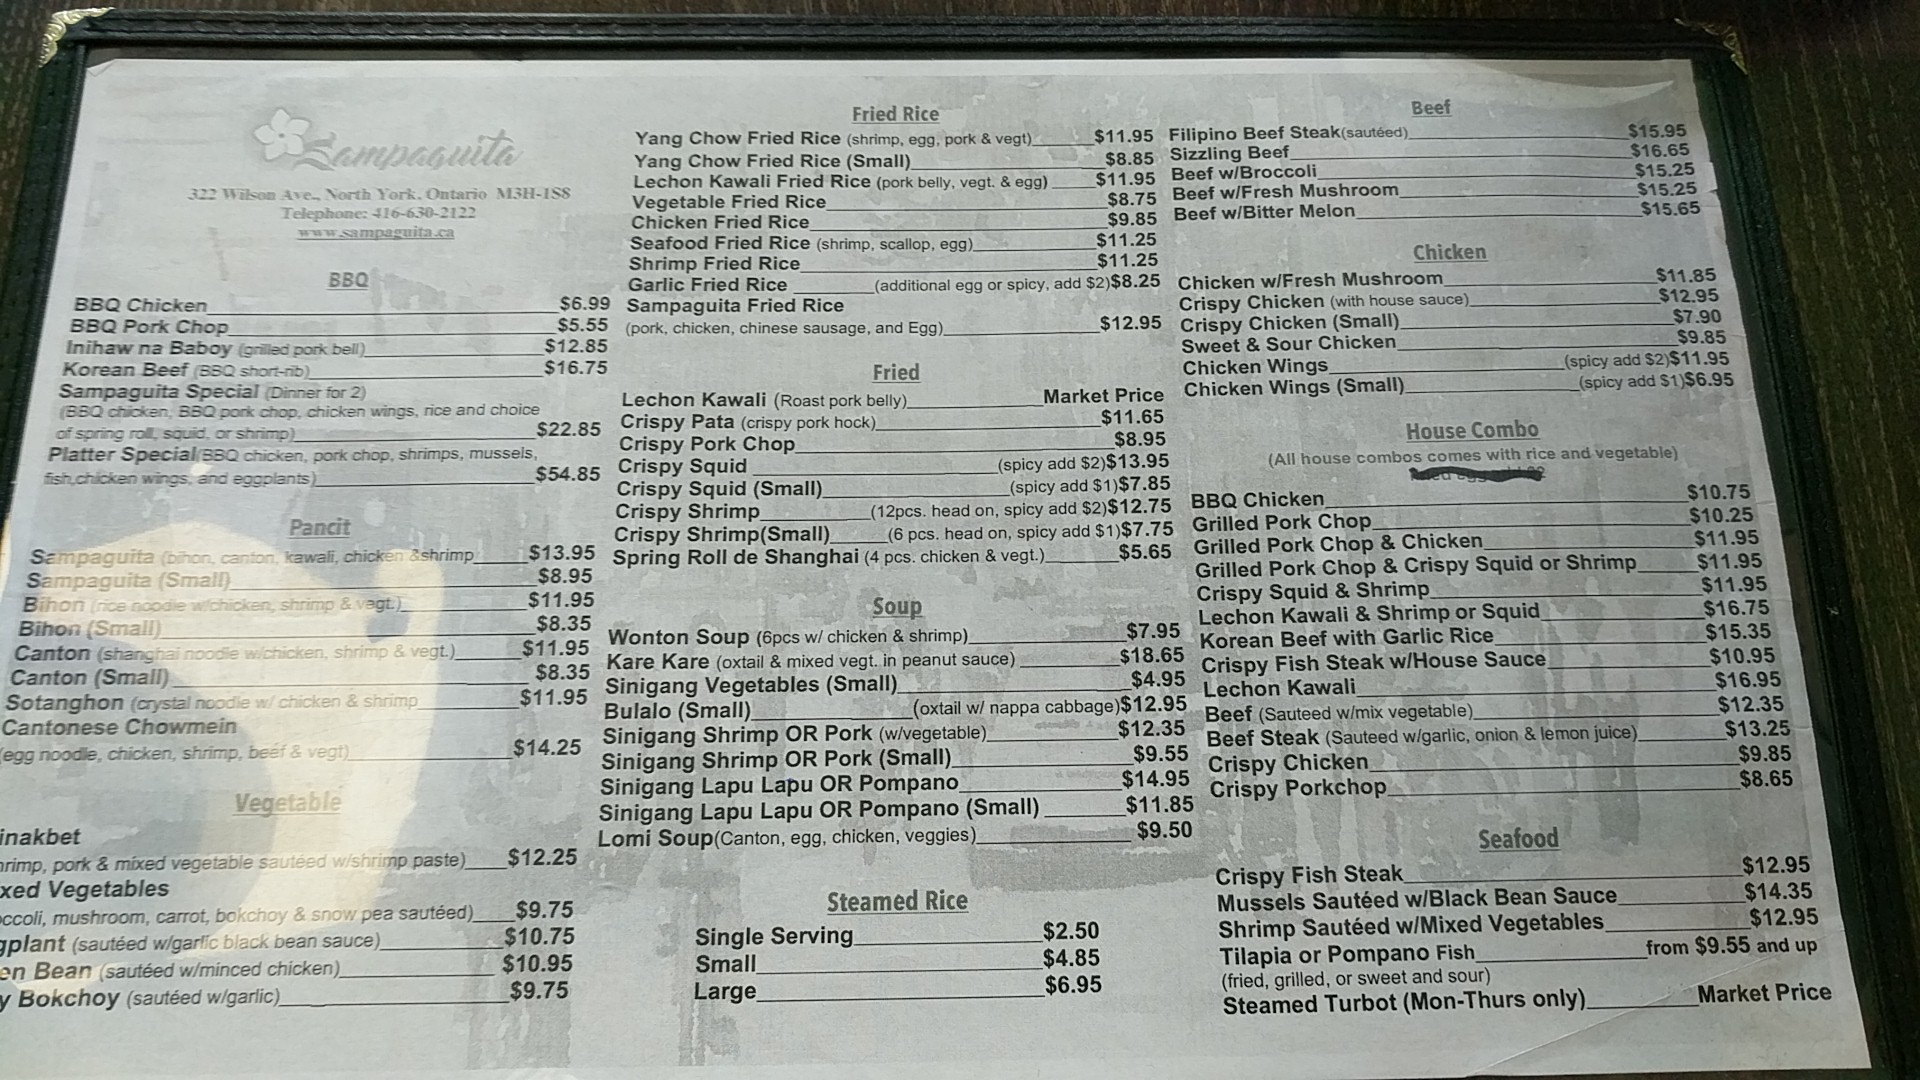 Sampaguita
322 Wilson Ave., North York, Ontario M3H-1S8
Telephone: 416-630-2122
www.sampaguita.ca
BBQ
BBQ Chicken $6.99
BBQ Pork Chop $5.55
Inihaw na Baboy (grilled pork bell) $12.85
Korean Beef (BBQ short-rib) $16.75
Sampaguita Special (Dinner for 2)
(BBQ chicken, BBQ pork chop, chicken wings, rice and choice
of spring roll, squid, or shrimp) $22.85
Platter Special(BBQ chicken, pork chop, shrimps, mussels,
fish,chicken wings, and eggplants) $54.85
Pancit
Sampaguita (bihon, canton, kawali, chicken &shrimp $13.95
Sampaguita (Small) $8.95
Bihon (rice noodle w/chicken, shrimp & vegt.) $11.95
Bihon (Small) $8.35
Canton (shanghai noodle w/chicken, shrimp & vegt.) $11.95
Canton (Small) $8.35
Sotanghon (crystal noodle w/ chicken & shrimp $11.95
Cantonese Chowmein
(egg noodle, chicken, shrimp, beef & vegt) $14.25
Vegetable
inakbet
hrimp, pork & mixed vegetable sautéed w/shrimp paste) $12.25
xed Vegetables
occoli, mushroom, carrot, bokchoy & snow pea sautéed) $9.75
gplant (sautéed w/garlic black bean sauce) $10.75
en Bean (sautéed w/minced chicken) $10.95
y Bokchoy (sautéed w/garlic) $9.75
Fried Rice
Yang Chow Fried Rice (shrimp, egg, pork & vegt) $11.95
Yang Chow Fried Rice (Small) $8.85
Lechon Kawali Fried Rice (pork belly, vegt. & egg) $11.95
Vegetable Fried Rice $8.75
Chicken Fried Rice $9.85
Seafood Fried Rice (shrimp, scallop, egg) $11.25
Shrimp Fried Rice $11.25
Garlic Fried Rice (additional egg or spicy, add $2)$8.25
Sampaguita Fried Rice
(pork, chicken, chinese sausage, and Egg) $12.95
Fried
Lechon Kawali (Roast pork belly) Market Price
Crispy Pata (crispy pork hock) $11.65
Crispy Pork Chop $8.95
Crispy Squid (spicy add $2)$13.95
Crispy Squid (Small) (spicy add $1)$7.85
Crispy Shrimp (12pcs. head on, spicy add $2)$12.75
Crispy Shrimp(Small) (6 pcs. head on, spicy add $1)$7.75
Spring Roll de Shanghai (4 pcs. chicken & vegt.) $5.65
Soup
Wonton Soup (6pcs w/ chicken & shrimp) $7.95
Kare Kare (oxtail & mixed vegt. in peanut sauce) $18.65
Sinigang Vegetables (Small) $4.95
Bulalo (Small) (oxtail w/ nappa cabbage)$12.95
Sinigang Shrimp OR Pork (w/vegetable) $12.35
Sinigang Shrimp OR Pork (Small) $9.55
Sinigang Lapu Lapu OR Pompano $14.95
Sinigang Lapu Lapu OR Pompano (Small) $11.85
Lomi Soup(Canton, egg, chicken, veggies) $9.50
Steamed Rice
Single Serving $2.50
Small $4.85
Large $6.95
Beef
Filipino Beef Steak(sautéed) $15.95
Sizzling Beef $16.65
Beef w/Broccoli $15.25
Beef w/Fresh Mushroom $15.25
Beef w/Bitter Melon $15.65
Chicken
Chicken w/Fresh Mushroom $11.85
Crispy Chicken (with house sauce) $12.95
Crispy Chicken (Small) $7.90
Sweet & Sour Chicken $9.85
Chicken Wings (spicy add $2)$11.95
Chicken Wings (Small) (spicy add $1)$6.95
House Combo
(All house combos comes with rice and vegetable)
BBQ Chicken $10.75
Grilled Pork Chop $10.25
Grilled Pork Chop & Chicken $11.95
Grilled Pork Chop & Crispy Squid or Shrimp $11.95
Crispy Squid & Shrimp $11.95
Lechon Kawali & Shrimp or Squid $16.75
Korean Beef with Garlic Rice $15.35
Crispy Fish Steak w/House Sauce $10.95
Lechon Kawali $16.95
Beef (Sauteed w/mix vegetable) $12.35
Beef Steak (Sauteed w/garlic, onion & lemon juice) $13.25
Crispy Chicken $9.85
Crispy Porkchop $8.65
Seafood
Crispy Fish Steak $12.95
Mussels Sautéed w/Black Bean Sauce $14.35
Shrimp Sautéed w/Mixed Vegetables $12.95
Tilapia or Pompano Fish from $9.55 and up
(fried, grilled, or sweet and sour)
Steamed Turbot (Mon-Thurs only) Market Price